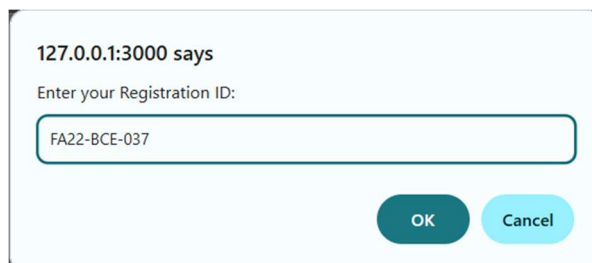 127.0.0.1:3000 says
Enter your Registration ID:
FA22-BCE-037
OK Cancel